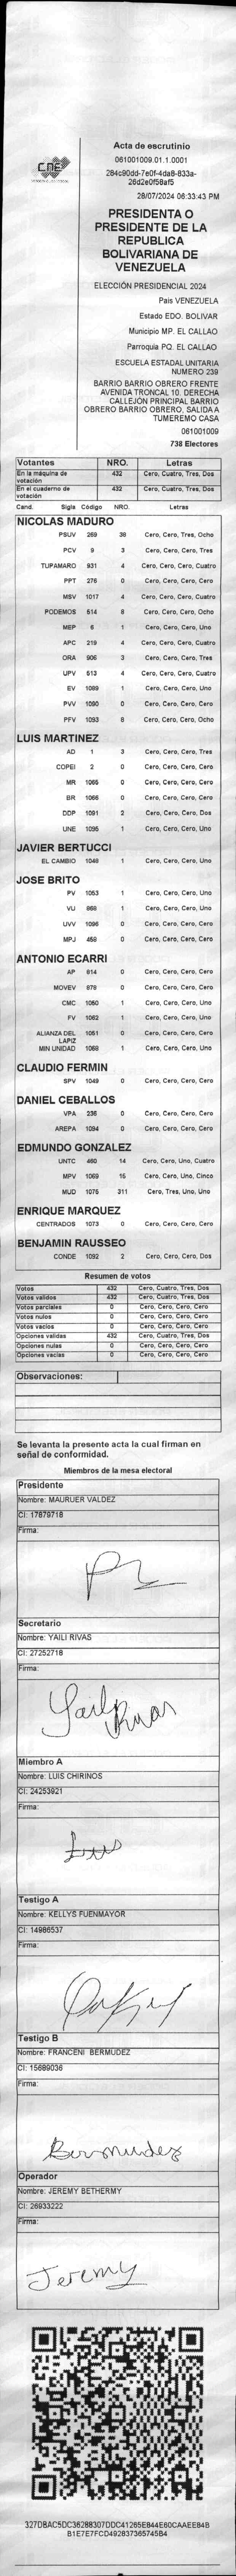 Acta de escrutinio
061001009.01.1.0001
284c90dd-7e0f-4da8-833a-
26d2e0f58af5
28/07/2024 06:33:43 PM
CNE
PRESIDENTA O
PRESIDENTE DE LA
REPUBLICA
BOLIVARIANA DE
VENEZUELA
ELECCIÓN PRESIDENCIAL 2024
País VENEZUELA
Estado EDO. BOLIVAR
Municipio MP. EL CALLAO
Parroquia PQ. EL CALLAO
ESCUELA ESTADAL UNITARIA
NUMERO 239
BARRIO BARRIO OBRERO FRENTE
AVENIDA TRONCAL 10. DERECHA
CALLEJÓN PRINCIPAL BARRIO
OBRERO BARRIO OBRERO, SALIDA A
TUMEREMO CASA
061001009
738 Electores
Votantes NRO. Letras
En la máquina de votación 432 Cero, Cuatro, Tres, Dos
En el cuaderno de votación 432 Cero, Cuatro, Tres, Dos
Cand. Sigla Código NRO. Letras
NICOLAS MADURO
PSUV 269 38 Cero, Cero, Tres, Ocho
PCV 9 3 Cero, Cero, Cero, Tres
TUPAMARO 931 4 Cero, Cero, Cero, Cuatro
PPT 276 0 Cero, Cero, Cero, Cero
MSV 1017 4 Cero, Cero, Cero, Cuatro
PODEMOS 514 8 Cero, Cero, Cero, Ocho
MEP 6 1 Cero, Cero, Cero, Uno
APC 219 4 Cero, Cero, Cero, Cuatro
ORA 906 3 Cero, Cero, Cero, Tres
UPV 513 4 Cero, Cero, Cero, Cuatro
EV 1089 1 Cero, Cero, Cero, Uno
PVV 1090 0 Cero, Cero, Cero, Cero
PFV 1093 8 Cero, Cero, Cero, Ocho
LUIS MARTINEZ
AD 1 3 Cero, Cero, Cero, Tres
COPEI 2 0 Cero, Cero, Cero, Cero
MR 1065 0 Cero, Cero, Cero, Cero
BR 1066 0 Cero, Cero, Cero, Cero
DDP 1091 2 Cero, Cero, Cero, Dos
UNE 1095 1 Cero, Cero, Cero, Uno
JAVIER BERTUCCI
EL CAMBIO 1048 1 Cero, Cero, Cero, Uno
JOSE BRITO
PV 1053 1 Cero, Cero, Cero, Uno
VU 868 1 Cero, Cero, Cero, Uno
UVV 1096 0 Cero, Cero, Cero, Cero
MPJ 459 0 Cero, Cero, Cero, Cero
ANTONIO ECARRI
AP 814 0 Cero, Cero, Cero, Cero
MOVEV 878 0 Cero, Cero, Cero, Cero
CMC 1050 1 Cero, Cero, Cero, Uno
FV 1062 1 Cero, Cero, Cero, Uno
ALIANZA DEL LAPIZ 1051 0 Cero, Cero, Cero, Cero
MIN UNIDAD 1068 1 Cero, Cero, Cero, Uno
CLAUDIO FERMIN
SPV 1049 0 Cero, Cero, Cero, Cero
DANIEL CEBALLOS
VPA 236 0 Cero, Cero, Cero, Cero
AREPA 1094 0 Cero, Cero, Cero, Cero
EDMUNDO GONZALEZ
UNTC 460 14 Cero, Cero, Uno, Cuatro
MPV 1069 15 Cero, Cero, Uno, Cinco
MUD 1075 311 Cero, Tres, Uno, Uno
ENRIQUE MARQUEZ
CENTRADOS 1073 0 Cero, Cero, Cero, Cero
BENJAMIN RAUSSEO
CONDE 1092 2 Cero, Cero, Cero, Dos
Resumen de votos
Votos 432 Cero, Cuatro, Tres, Dos
Votos validos 432 Cero, Cuatro, Tres, Dos
Votos parciales 0 Cero, Cero, Cero, Cero
Votos nulos 0 Cero, Cero, Cero, Cero
Votos vacios 0 Cero, Cero, Cero, Cero
Opciones validas 432 Cero, Cuatro, Tres, Dos
Opciones nulas 0 Cero, Cero, Cero, Cero
Opciones vacias 0 Cero, Cero, Cero, Cero
Observaciones:
Se levanta la presente acta la cual firman en
señal de conformidad.
Miembros de la mesa electoral
Presidente
Nombre: MAURUER VALDEZ
CI: 17879718
Firma:
Secretario
Nombre: YAILI RIVAS
CI: 27252718
Firma:
Yaili Rivas
Miembro A
Nombre: LUIS CHIRINOS
CI: 24253921
Firma:
Luis
Testigo A
Nombre: KELLYS FUENMAYOR
CI: 14986537
Firma:
Testigo B
Nombre: FRANCENI BERMUDEZ
CI: 15689036
Firma:
Bermudez
Operador
Nombre: JEREMY BETHERMY
CI: 26933222
Firma:
Jeremy
327DBAC5DC36288307DDC41265E844E60CAAEE84B
B1E7E7FCD492837365745B4